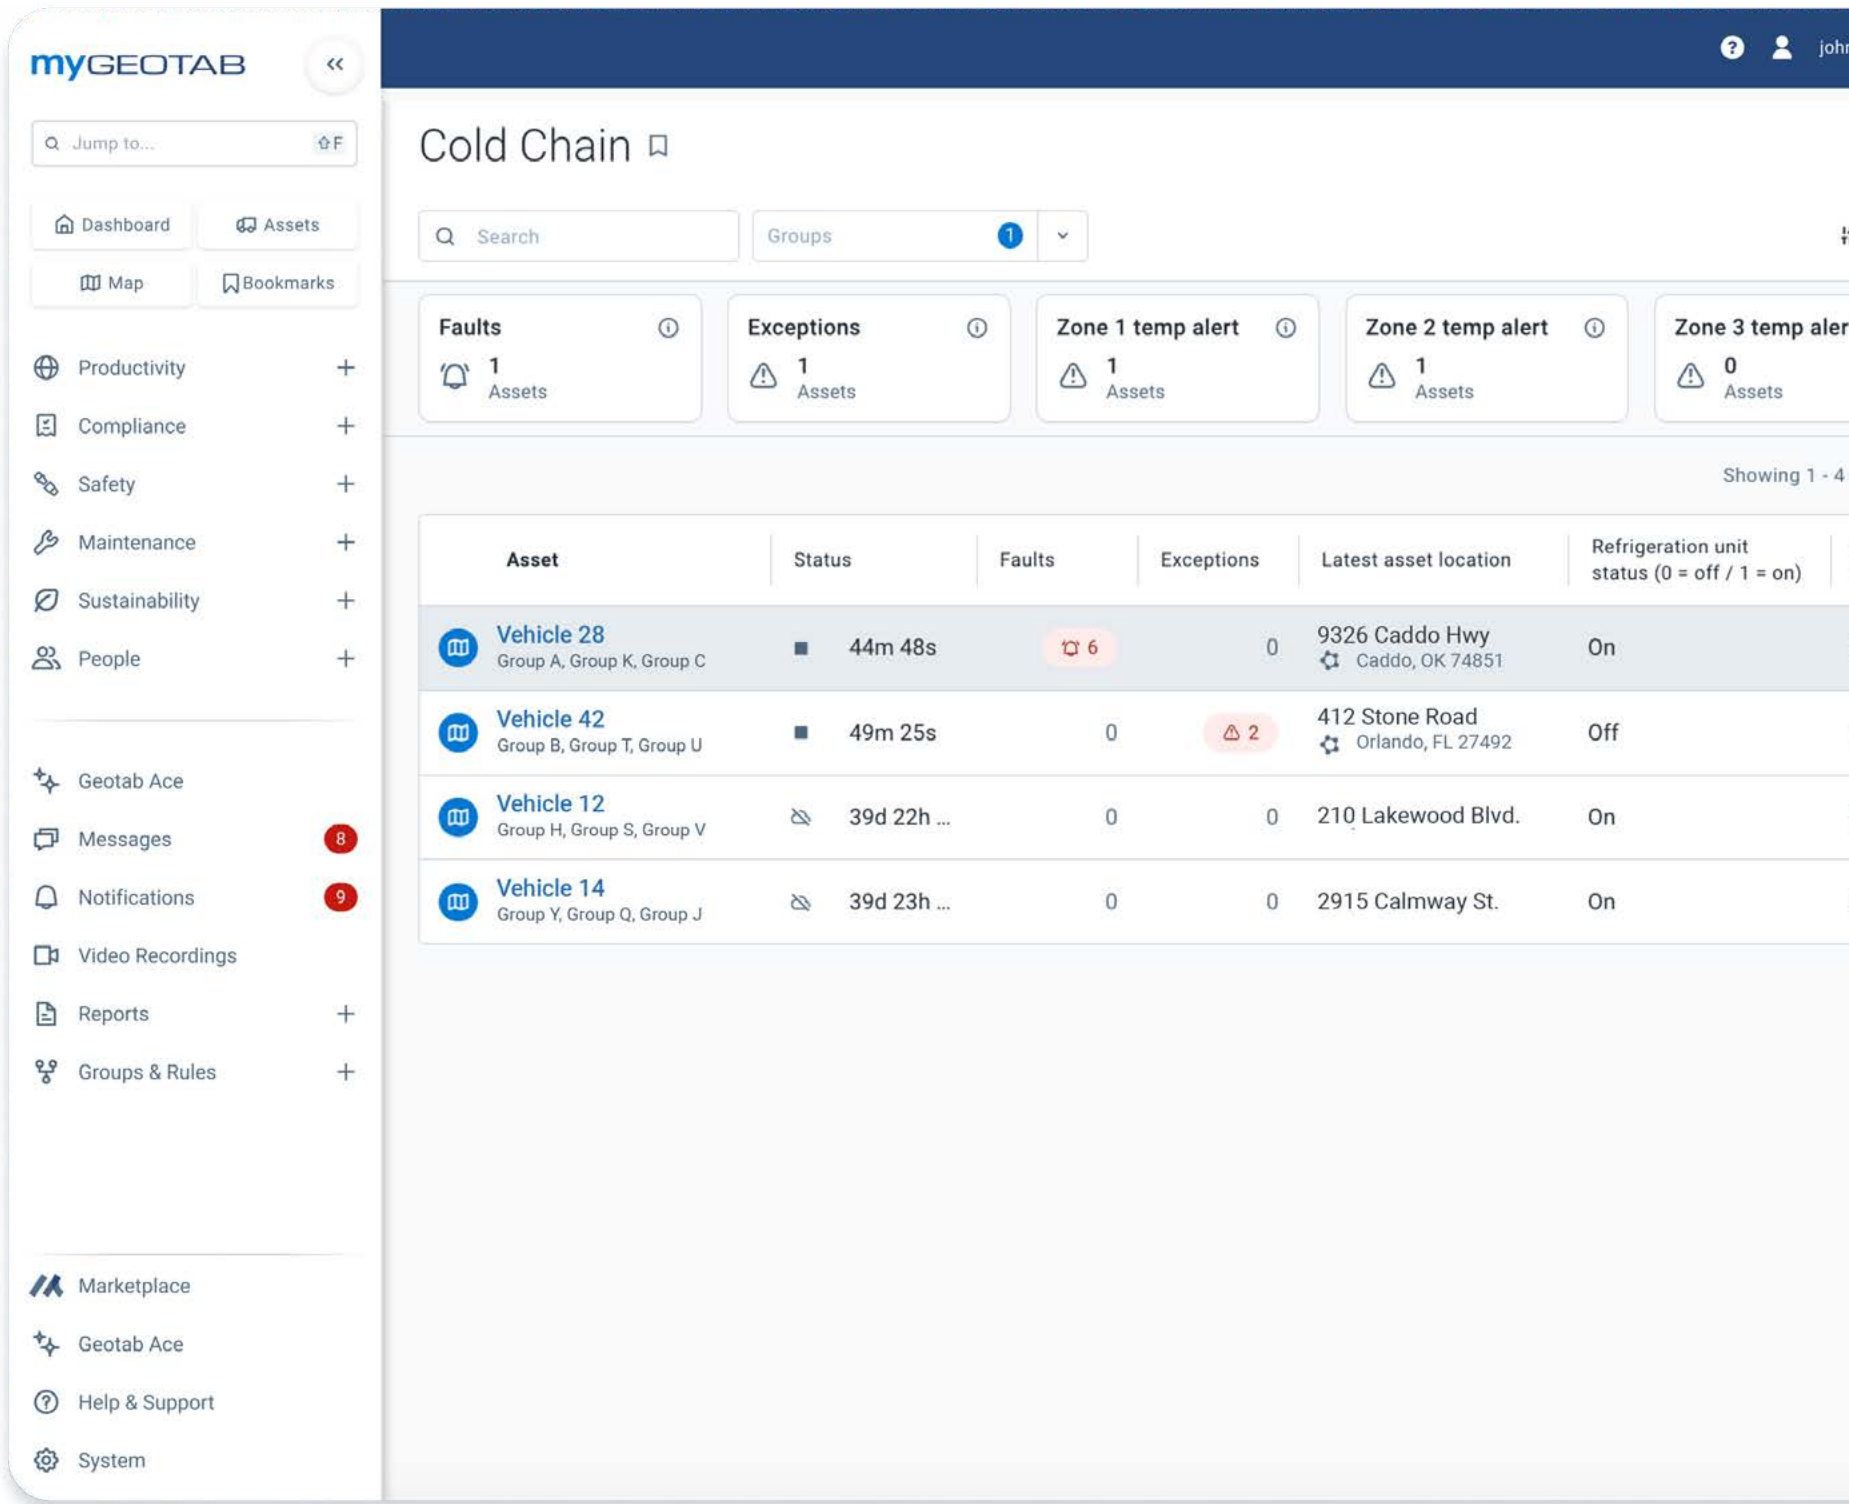 myGEOTAB
Jump to...
F
Dashboard
Assets
Map
Bookmarks
Productivity
Compliance
Safety
Maintenance
Sustainability
People
Geotab Ace
Messages
8
Notifications
9
Video Recordings
Reports
Groups & Rules
Marketplace
Geotab Ace
Help & Support
System
john
Cold Chain
Search
Groups
1
Faults
1
Assets
Exceptions
1
Assets
Zone 1 temp alert
1
Assets
Zone 2 temp alert
1
Assets
Zone 3 temp aler
0
Assets
Showing 1 - 4
Asset
Status
Faults
Exceptions
Latest asset location
Refrigeration unit
status (0 = off / 1 = on)
Vehicle 28
Group A, Group K, Group C
44m 48s
6
0
9326 Caddo Hwy
Caddo, OK 74851
On
Vehicle 42
Group B, Group T, Group U
49m 25s
0
2
412 Stone Road
Orlando, FL 27492
Off
Vehicle 12
Group H, Group S, Group V
39d 22h ...
0
0
210 Lakewood Blvd.
On
Vehicle 14
Group Y, Group Q, Group J
39d 23h ...
0
0
2915 Calmway St.
On